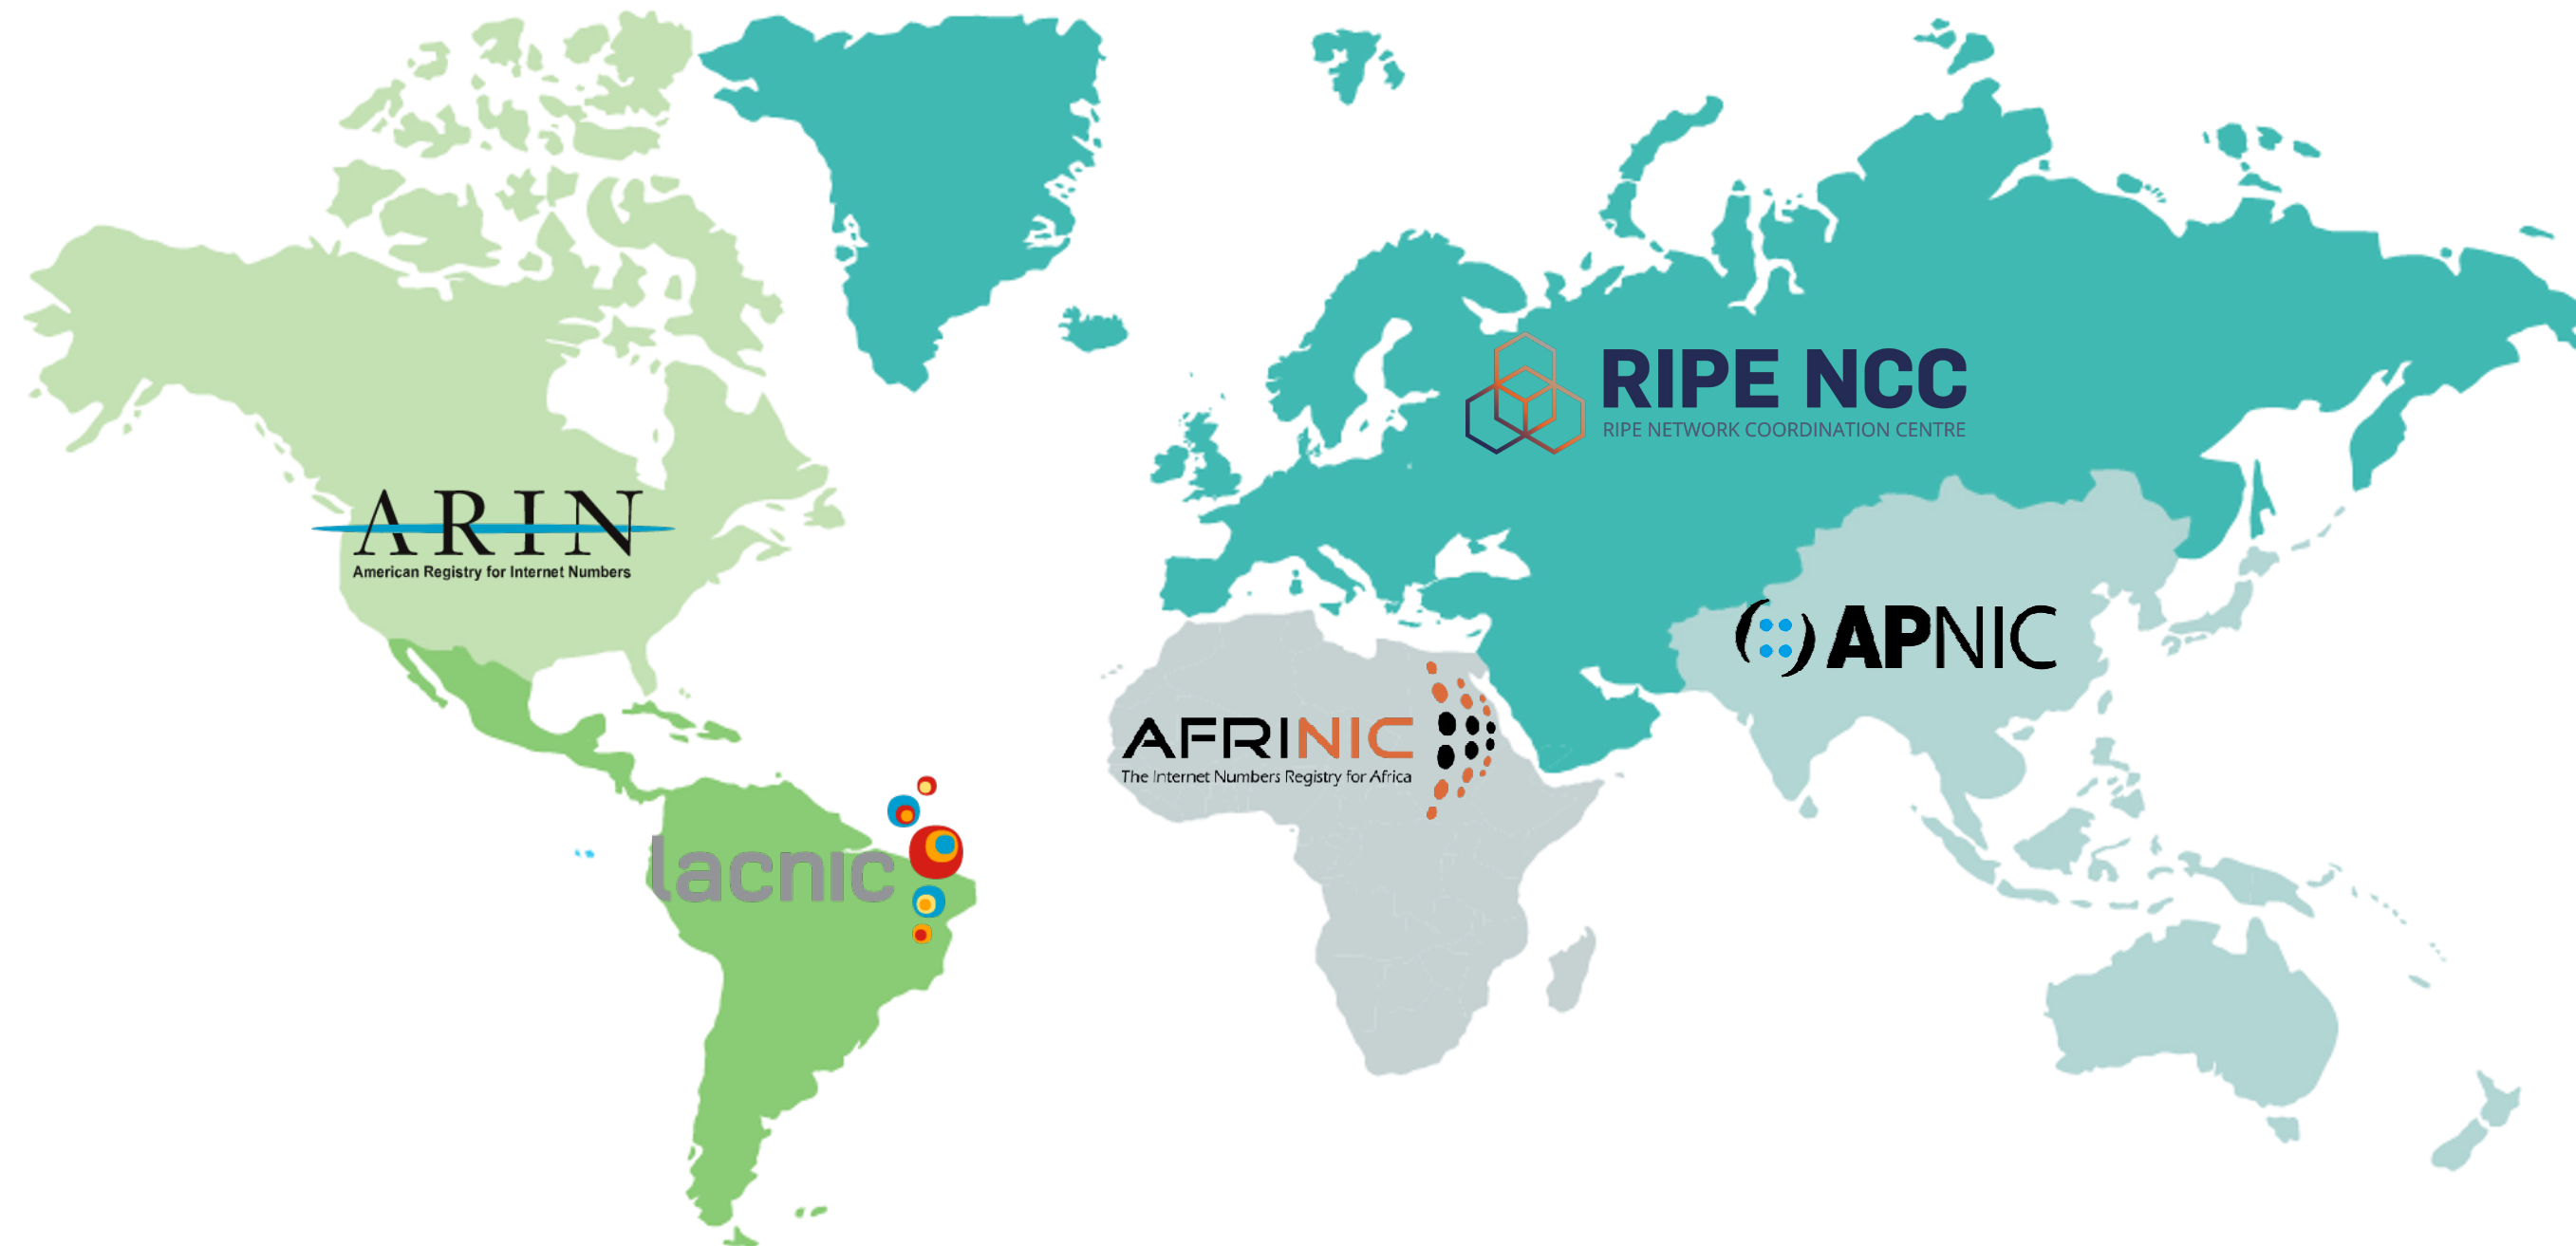 ARIN
American Registry for Internet Numbers
RIPE NCC
RIPE NETWORK COORDINATION CENTRE
APNIC
AFRINIC
The Internet Numbers Registry for Africa
lacnic